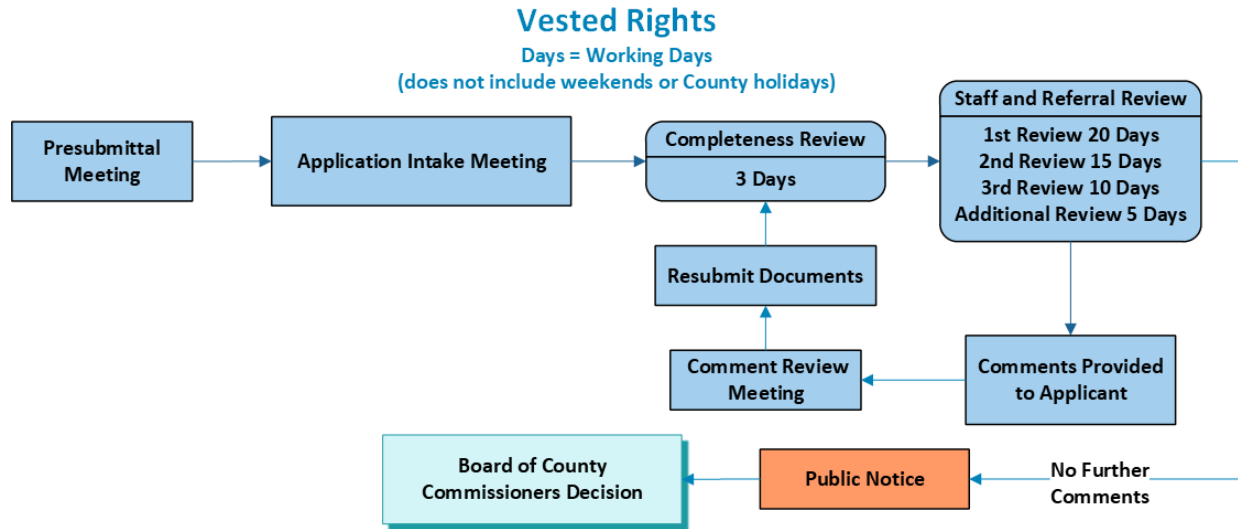 Vested Rights
Days = Working Days
(does not include weekends or County holidays)
Presubmittal
Meeting
Application Intake Meeting
Completeness Review
3 Days
Staff and Referral Review
1st Review 20 Days
2nd Review 15 Days
3rd Review 10 Days
Additional Review 5 Days
Resubmit Documents
Comment Review
Meeting
Comments Provided
to Applicant
Board of County
Commissioners Decision
Public Notice
No Further
Comments